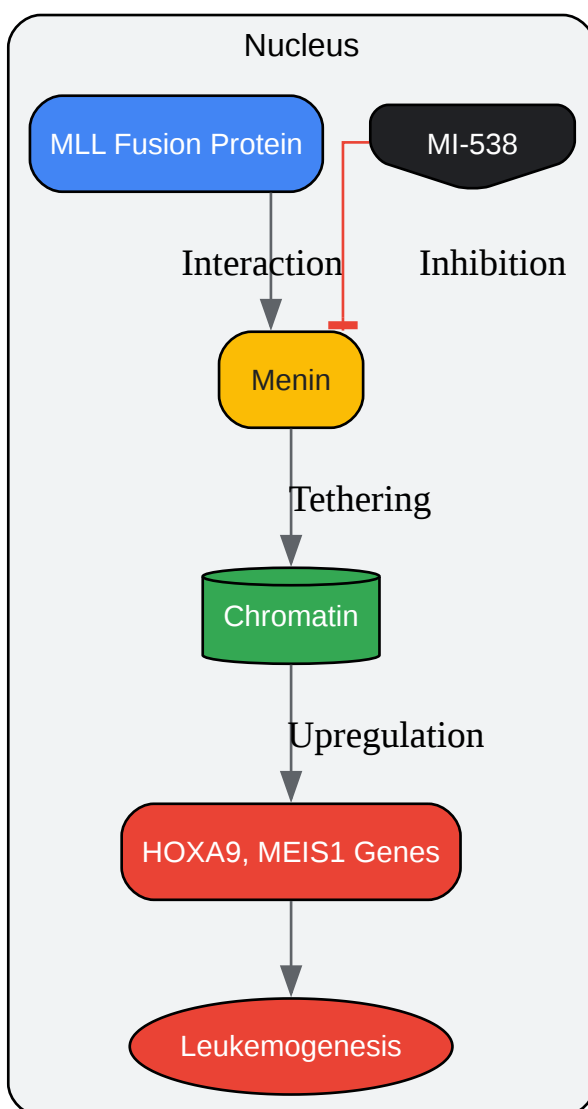 Nucleus
MLL Fusion Protein
MI-538
Interaction
Inhibition
Menin
Tethering
Chromatin
Upregulation
HOXA9, MEIS1 Genes
Leukemogenesis